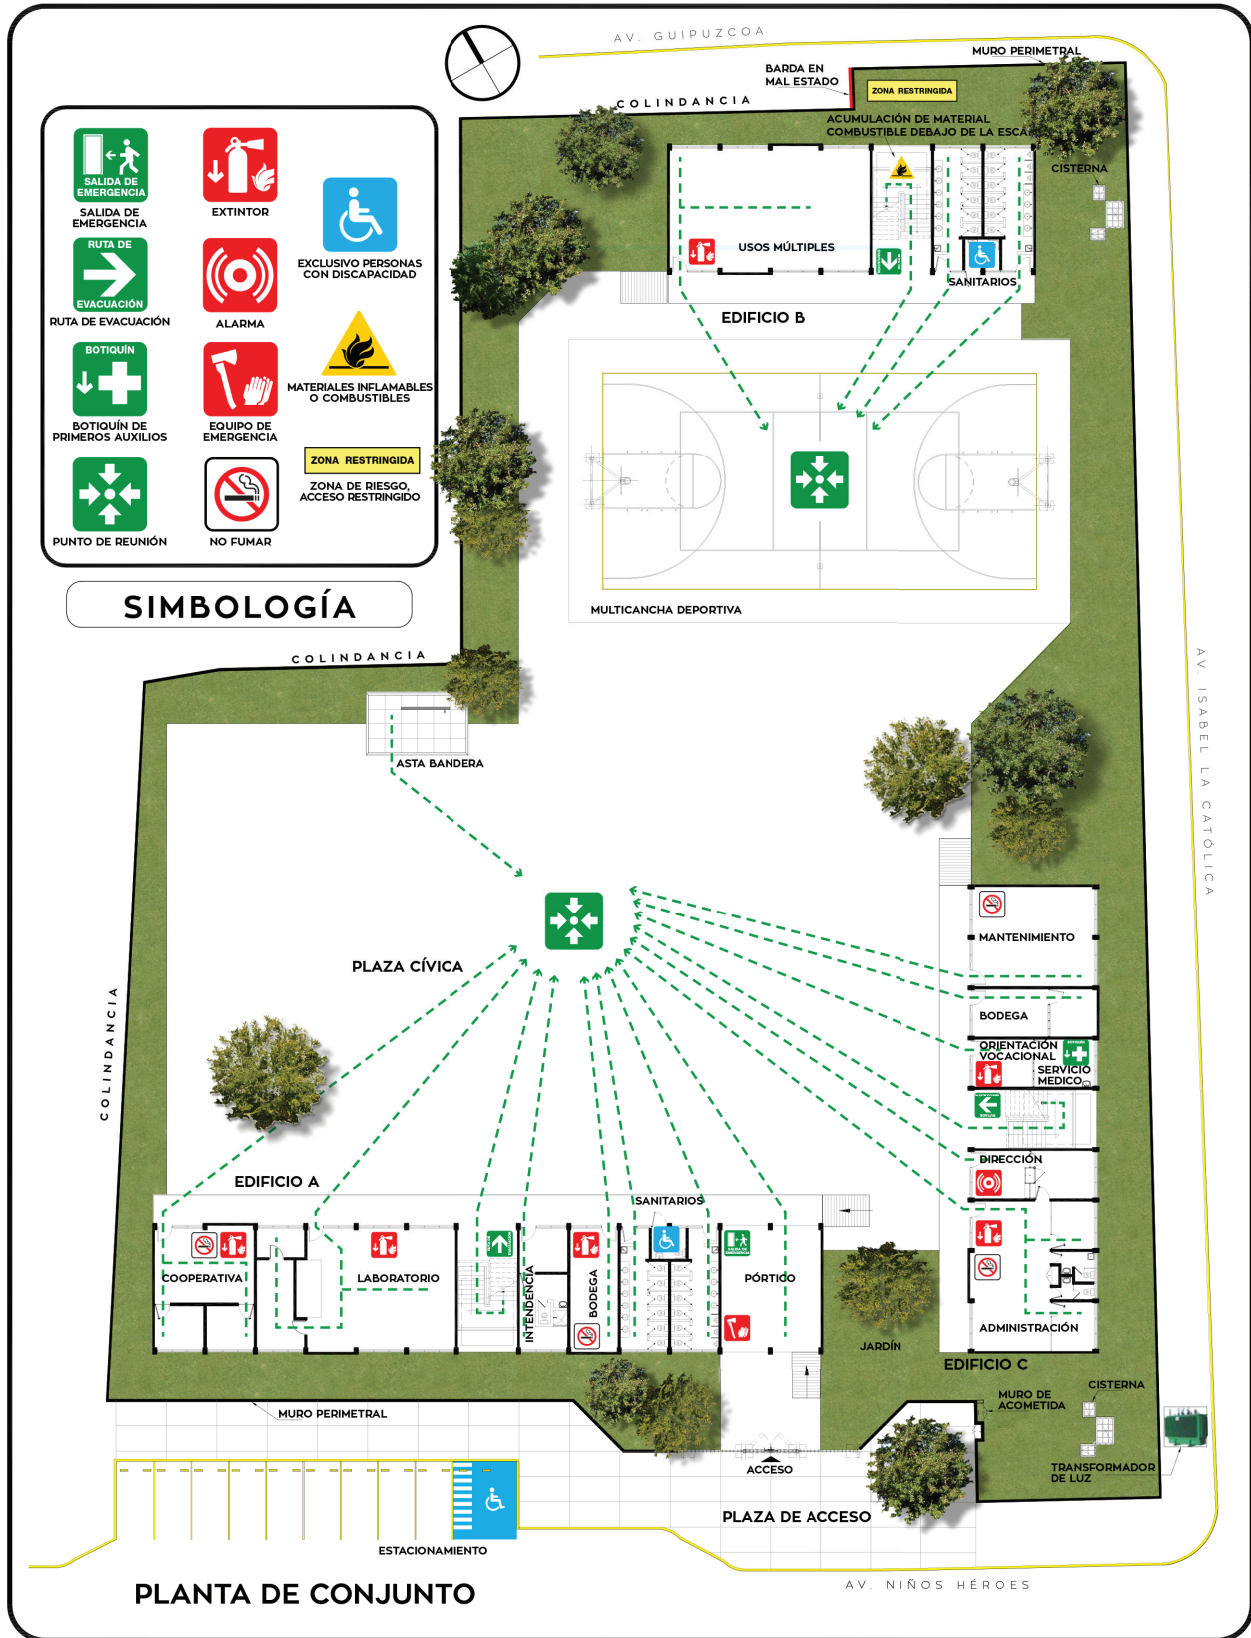 AV. GUIPUZCOA
MURO PERIMETRAL
BARDA EN
MAL ESTADO
ZONA RESTRINGIDA
COLINDANCIA
ACUMULACIÓN DE MATERIAL
COMBUSTIBLE DEBAJO DE LA ESCA
CISTERNA
SALIDA DE
EMERGENCIA
SALIDA DE
EMERGENCIA
EXTINTOR
EXCLUSIVO PERSONAS
CON DISCAPACIDAD
RUTA DE
EVACUACIÓN
RUTA DE EVACUACIÓN
ALARMA
MATERIALES INFLAMABLES
O COMBUSTIBLES
BOTIQUÍN
BOTIQUÍN DE
PRIMEROS AUXILIOS
EQUIPO DE
EMERGENCIA
ZONA RESTRINGIDA
ZONA DE RIESGO,
ACCESO RESTRINGIDO
PUNTO DE REUNIÓN
NO FUMAR
SIMBOLOGÍA
USOS MÚLTIPLES
SANITARIOS
EDIFICIO B
MULTICANCHA DEPORTIVA
COLINDANCIA
ASTA BANDERA
AV. ISABEL LA CATÓLICA
PLAZA CÍVICA
COLINDANCIA
MANTENIMIENTO
BODEGA
ORIENTACIÓN
VOCACIONAL
BOTIQUÍN
SERVICIO
MEDICO
DIRECCIÓN
EDIFICIO A
SANITARIOS
COOPERATIVA
LABORATORIO
INTENDENCIA
BODEGA
SALIDA DE
EMERGENCIA
PÓRTICO
JARDÍN
ADMINISTRACIÓN
EDIFICIO C
MURO DE
ACOMETIDA
CISTERNA
MURO PERIMETRAL
ACCESO
TRANSFORMADOR
DE LUZ
PLAZA DE ACCESO
ESTACIONAMIENTO
AV. NIÑOS HÉROES
PLANTA DE CONJUNTO